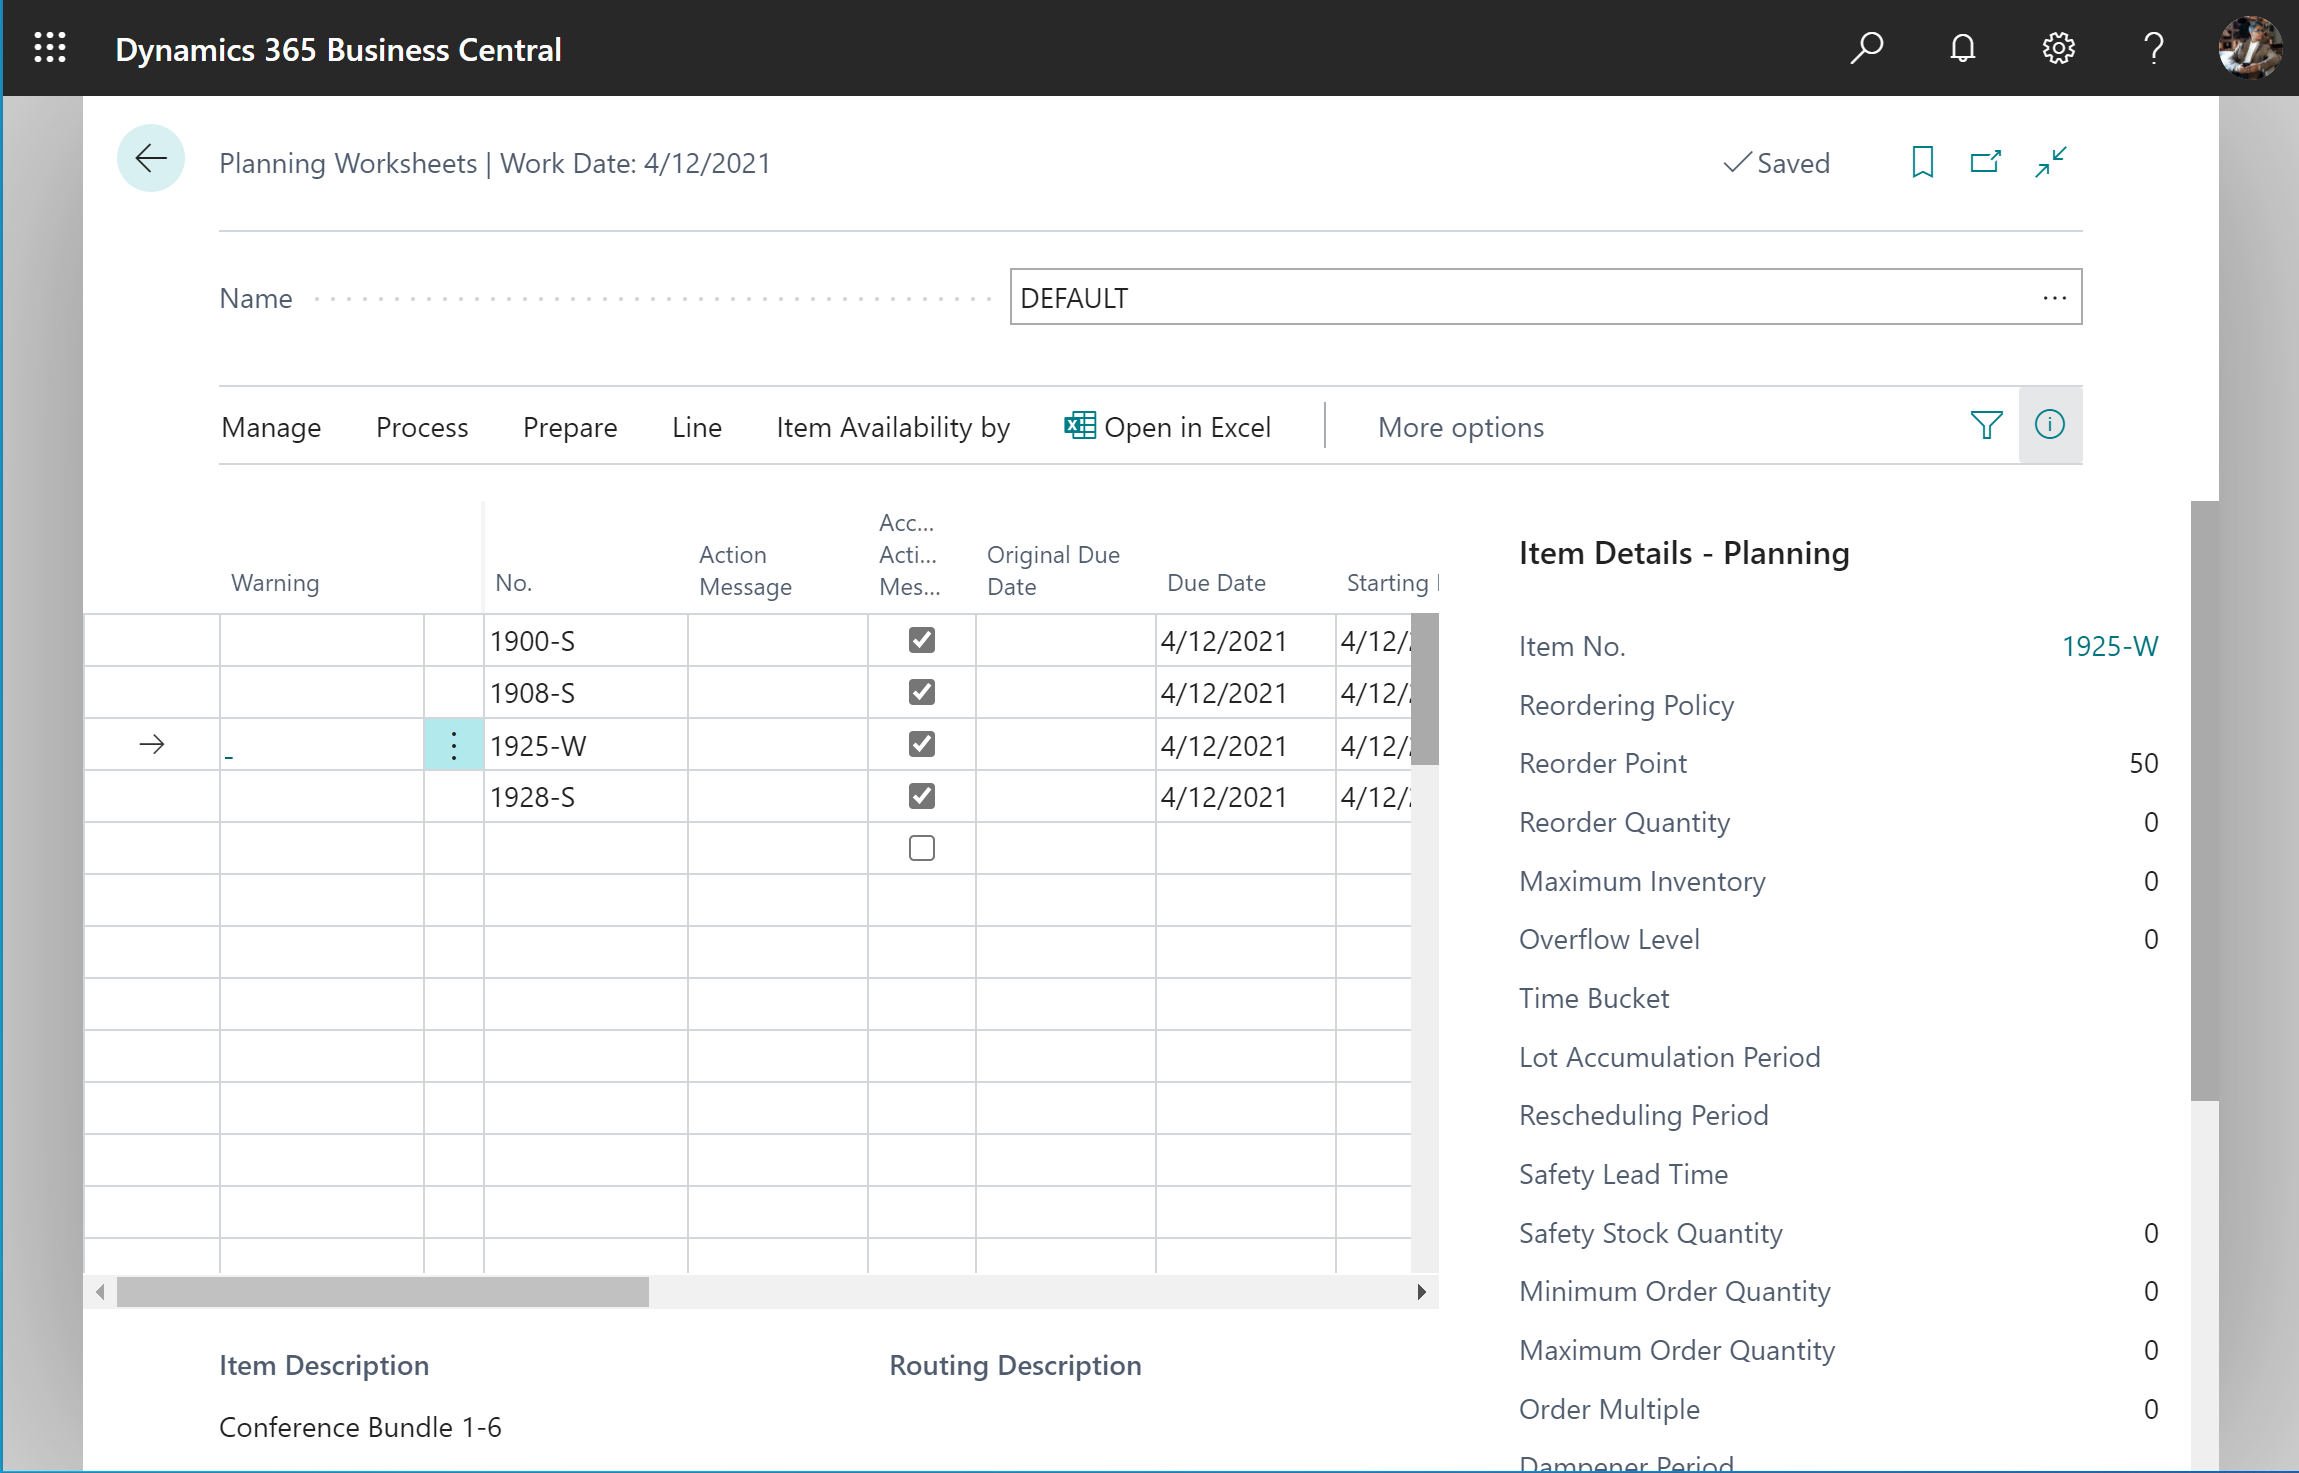 Dynamics 365 Business Central
Planning Worksheets | Work Date: 4/12/2021
Saved
Name
DEFAULT
Manage Process Prepare Line Item Availability by Open in Excel More options
Warning No. Action Message Acc... Acti... Mes... Original Due Date Due Date Starting
1900-S 4/12/2021 4/12/
1908-S 4/12/2021 4/12/
1925-W 4/12/2021 4/12/
1928-S 4/12/2021 4/12/
Item Description
Routing Description
Conference Bundle 1-6
Item Details - Planning
Item No. 1925-W
Reordering Policy
Reorder Point 50
Reorder Quantity 0
Maximum Inventory 0
Overflow Level 0
Time Bucket
Lot Accumulation Period
Rescheduling Period
Safety Lead Time
Safety Stock Quantity 0
Minimum Order Quantity 0
Maximum Order Quantity 0
Order Multiple 0
Dampener Period